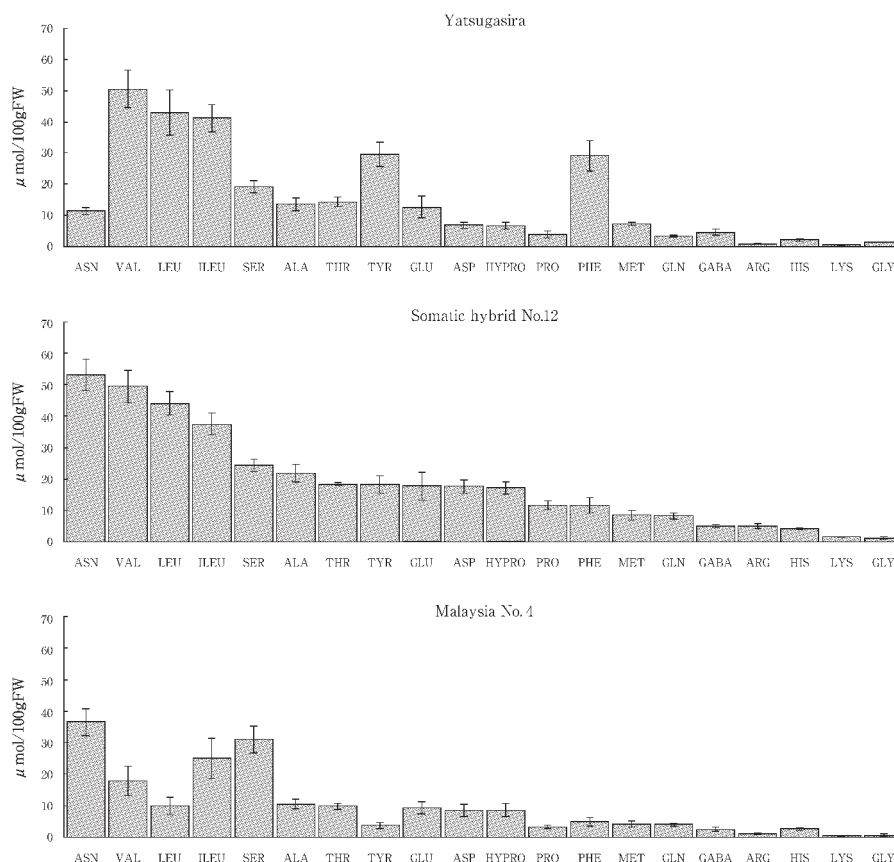 Yatsugasira
μ mol/100gFW
70
60
50
40
30
20
10
0
ASN VAL LEU ILEU SER ALA THR TYR GLU ASP HYPRO PRO PHE MET GLN GABA ARG HIS LYS GLY
Somatic hybrid No.12
μ mol/100gFW
70
60
50
40
30
20
10
0
ASN VAL LEU ILEU SER ALA THR TYR GLU ASP HYPRO PRO PHE MET GLN GABA ARG HIS LYS GLY
Malaysia No. 4
μ mol/100gFW
70
60
50
40
30
20
10
0
ASN VAL LEU ILEU SER ALA THR TYR GLU ASP HYPRO PRO PHE MET GLN GABA ARG HIS LYS GLY